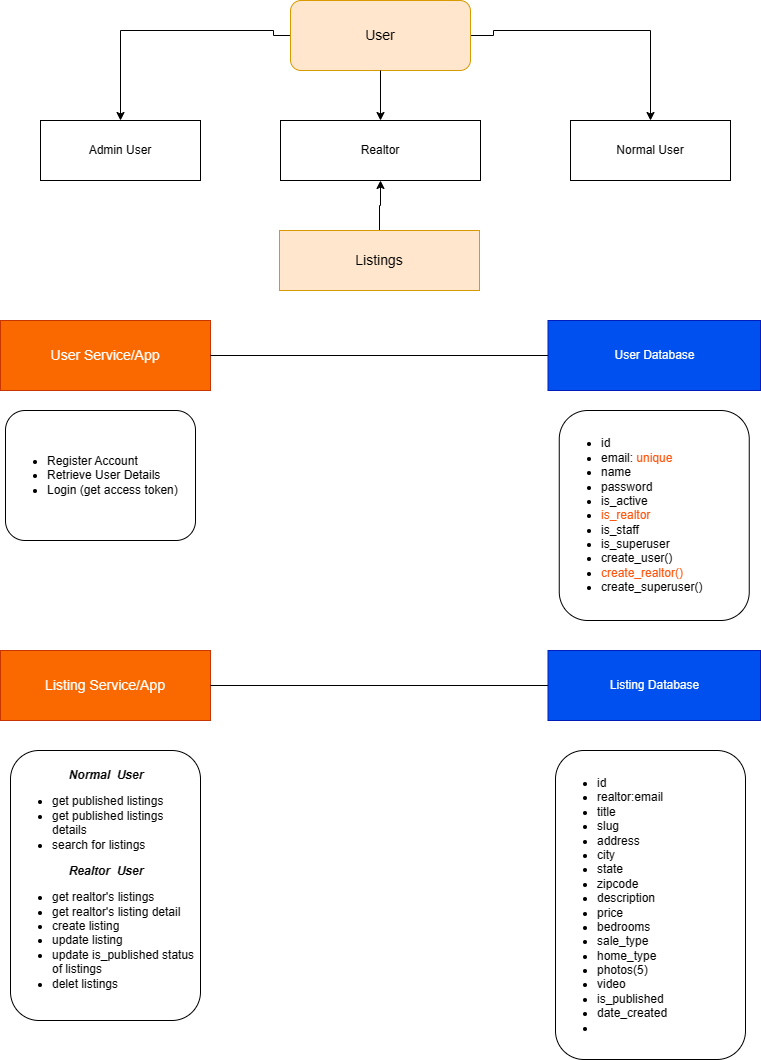 User
Admin User
Realtor
Normal User
Listings
User Service/App
User Database
Register Account
Retrieve User Details
Login (get access token)
id
email: unique
name
password
is_active
is_realtor
is_staff
is_superuser
create_user()
create_realtor()
create_superuser()
Listing Service/App
Listing Database
Normal User
get published listings
get published listings
details
search for listings
Realtor User
get realtor's listings
get realtor's listing detail
create listing
update listing
update is_published status
of listings
delet listings
id
realtor:email
title
slug
address
city
state
zipcode
description
price
bedrooms
sale_type
home_type
photos(5)
video
is_published
date_created